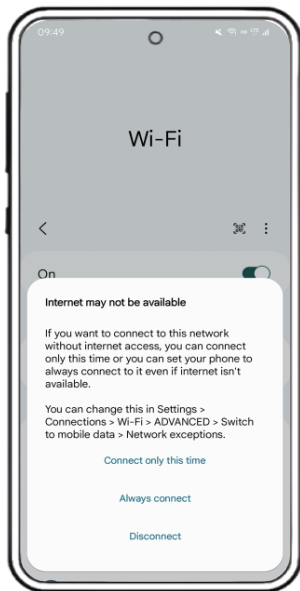 09:49
Wi-Fi
On
Internet may not be available
If you want to connect to this network
without internet access, you can connect
only this time or you can set your phone to
always connect to it even if internet isn't
available.
You can change this in Settings >
Connections > Wi-Fi > ADVANCED > Switch
to mobile data > Network exceptions.
Connect only this time
Always connect
Disconnect